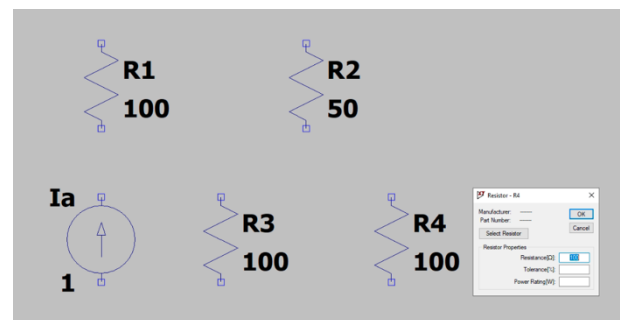 R1
100
R2
50
Ia
1
R3
100
R4
100
Resistor - R4
Manufacturer: ----
Part Number: ----
OK
Select Resistor
Cancel
Resistor Properties
Resistance[Ω]: 100
Tolerance[%]:
Power Rating[W]: